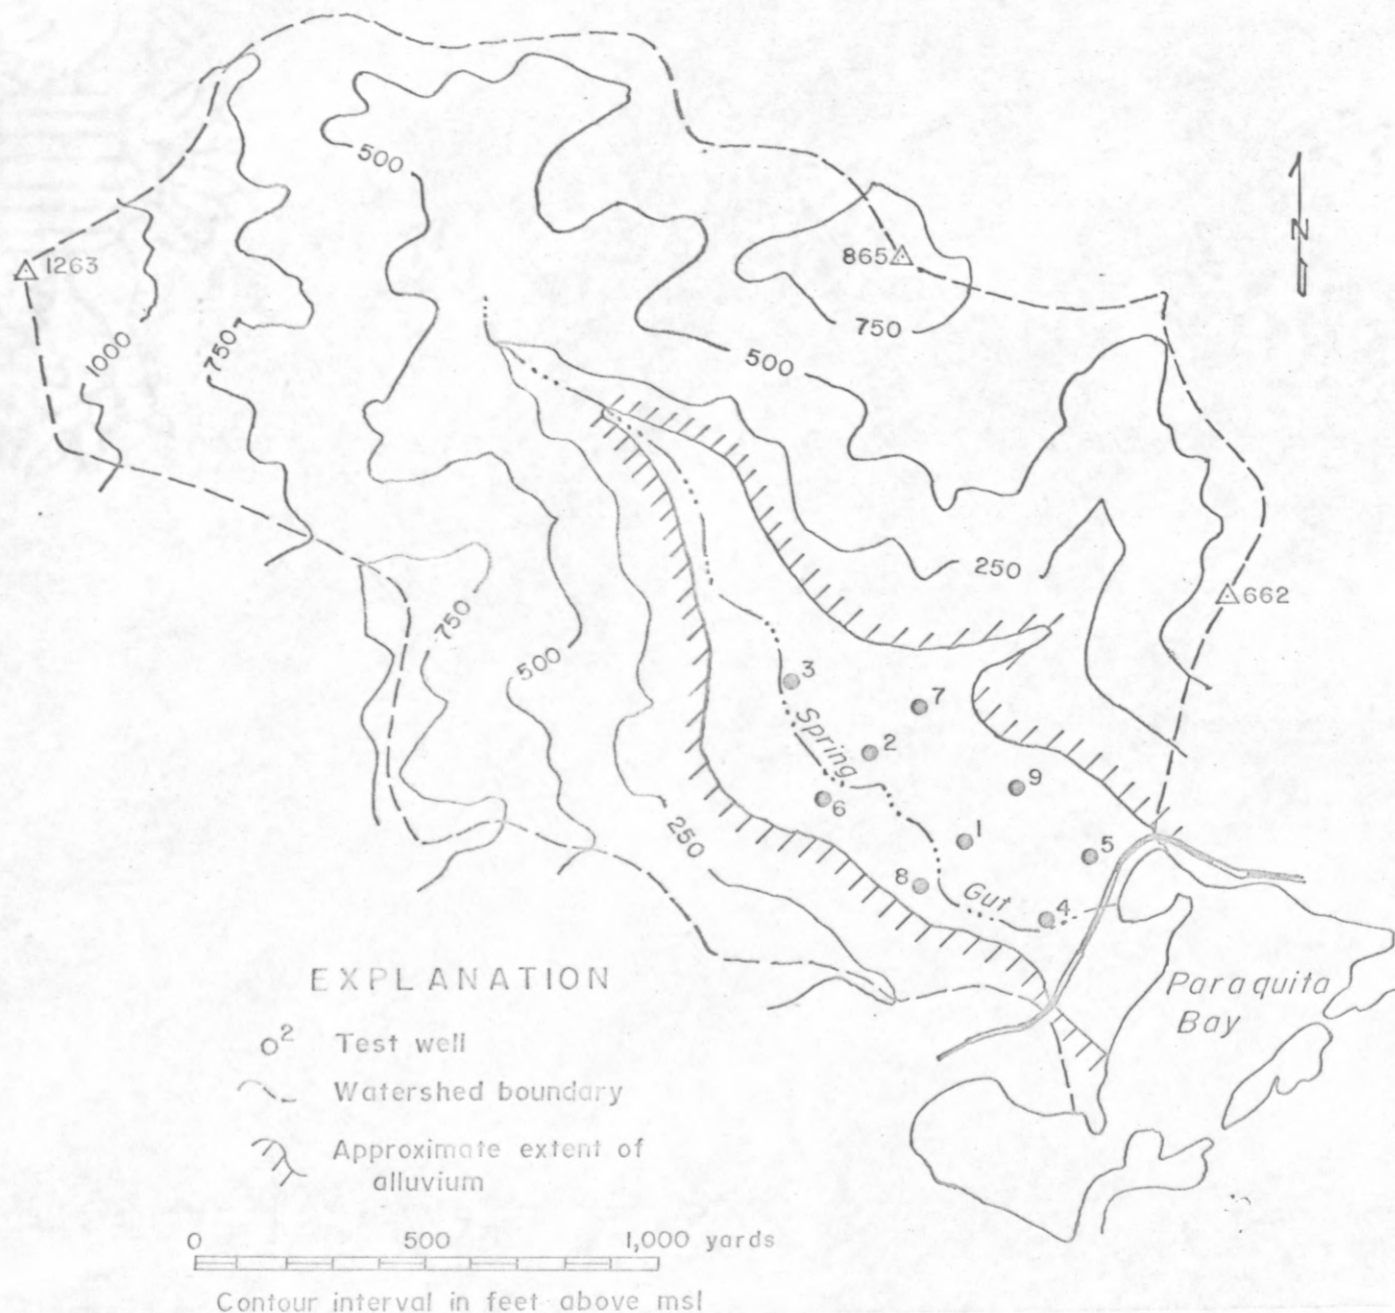 500
N
865
1263
750
1000
750
500
250
662
750
500
3
7
Spring
2
9
6
250
1
5
8
Gut
4
EXPLANATION
Paraquita
Bay
2 Test well
Watershed boundary
Approximate extent of
alluvium
0 500 1,000 yards
Contour interval in feet above msl